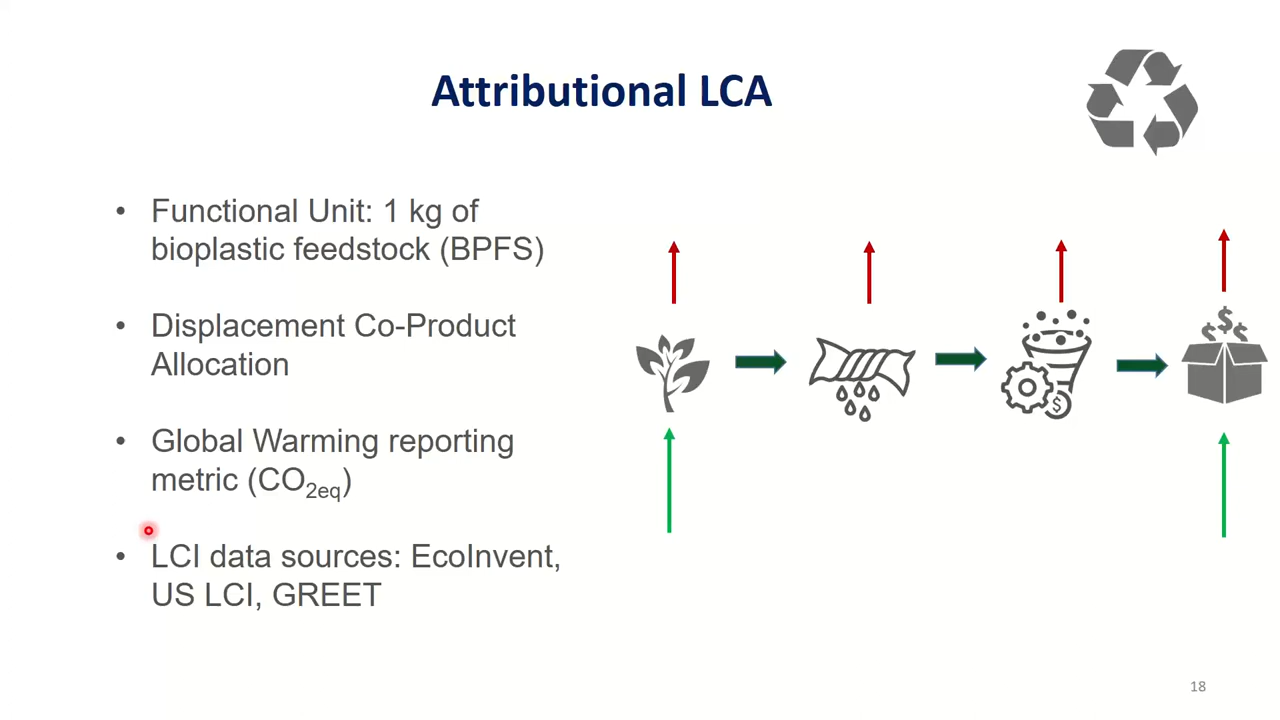 Attributional LCA
• Functional Unit: 1 kg of
bioplastic feedstock (BPFS)
• Displacement Co-Product
Allocation
• Global Warming reporting
metric (CO2eq)
• LCI data sources: EcoInvent,
US LCI, GREET
$
$ $ $
18